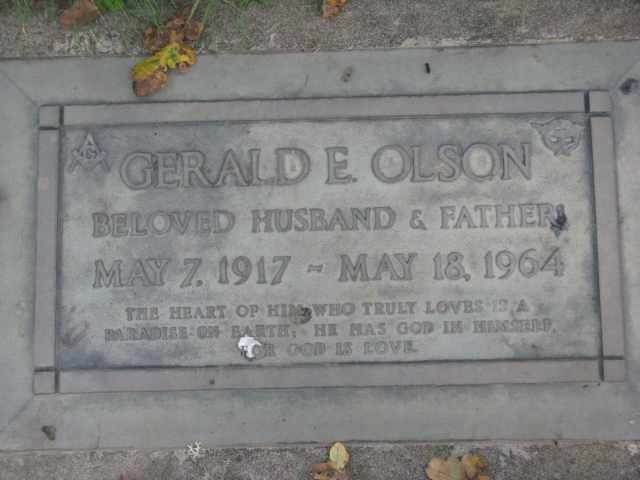 GERALD E. OLSON
BELOVED HUSBAND & FATHER
MAY 7, 1917 ~ MAY 18, 1964
THE HEART OF HIM WHO TRULY LOVES IS A
PARADISE ON EARTH; HE HAS GOD IN HIMSELF,
FOR GOD IS LOVE.